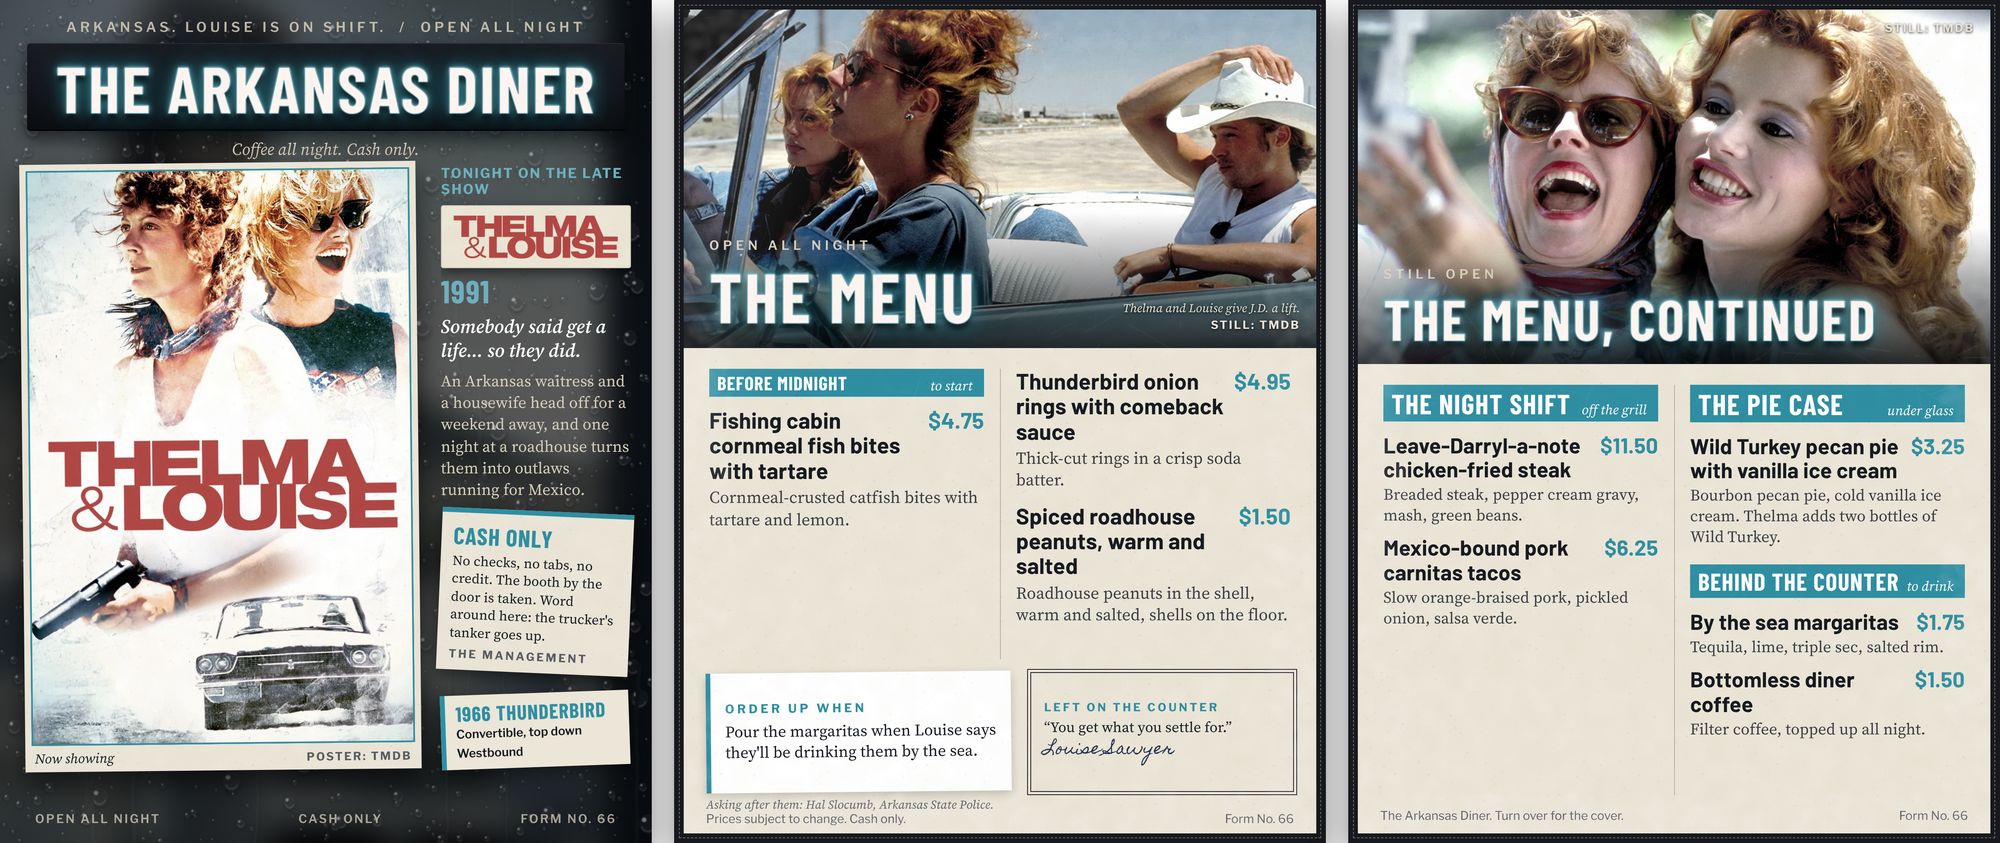 ARKANSAS. LOUISE IS ON SHIFT. / OPEN ALL NIGHT
THE ARKANSAS DINER
Coffee all night. Cash only.
THELMA
&LOUISE
Now showing
POSTER: TMDB
TONIGHT ON THE LATE
SHOW
THELMA
&LOUISE
1991
Somebody said get a
life... so they did.
An Arkansas waitress and
a housewife head off for a
weekend away, and one
night at a roadhouse turns
them into outlaws
running for Mexico.
CASH ONLY
No checks, no tabs, no
credit. The booth by the
door is taken. Word
around here: the trucker's
tanker goes up.
THE MANAGEMENT
1966 THUNDERBIRD
Convertible, top down
Westbound
OPEN ALL NIGHT
CASH ONLY
FORM NO. 66
OPEN ALL NIGHT
THE MENU
Thelma and Louise give J.D. a lift.
STILL: TMDB
BEFORE MIDNIGHT to start
Fishing cabin $4.75
cornmeal fish bites
with tartare
Cornmeal-crusted catfish bites with
tartare and lemon.
Thunderbird onion $4.95
rings with comeback
sauce
Thick-cut rings in a crisp soda
batter.
Spiced roadhouse $1.50
peanuts, warm and
salted
Roadhouse peanuts in the shell,
warm and salted, shells on the floor.
ORDER UP WHEN
Pour the margaritas when Louise says
they'll be drinking them by the sea.
LEFT ON THE COUNTER
“You get what you settle for.”
Louise Sawyer
Asking after them: Hal Slocumb, Arkansas State Police.
Prices subject to change. Cash only.
Form No. 66
STILL: TMDB
STILL OPEN
THE MENU, CONTINUED
THE NIGHT SHIFT off the grill
Leave-Darryl-a-note $11.50
chicken-fried steak
Breaded steak, pepper cream gravy,
mash, green beans.
Mexico-bound pork $6.25
carnitas tacos
Slow orange-braised pork, pickled
onion, salsa verde.
THE PIE CASE under glass
Wild Turkey pecan pie $3.25
with vanilla ice cream
Bourbon pecan pie, cold vanilla ice
cream. Thelma adds two bottles of
Wild Turkey.
BEHIND THE COUNTER to drink
By the sea margaritas $1.75
Tequila, lime, triple sec, salted rim.
Bottomless diner $1.50
coffee
Filter coffee, topped up all night.
The Arkansas Diner. Turn over for the cover.
Form No. 66